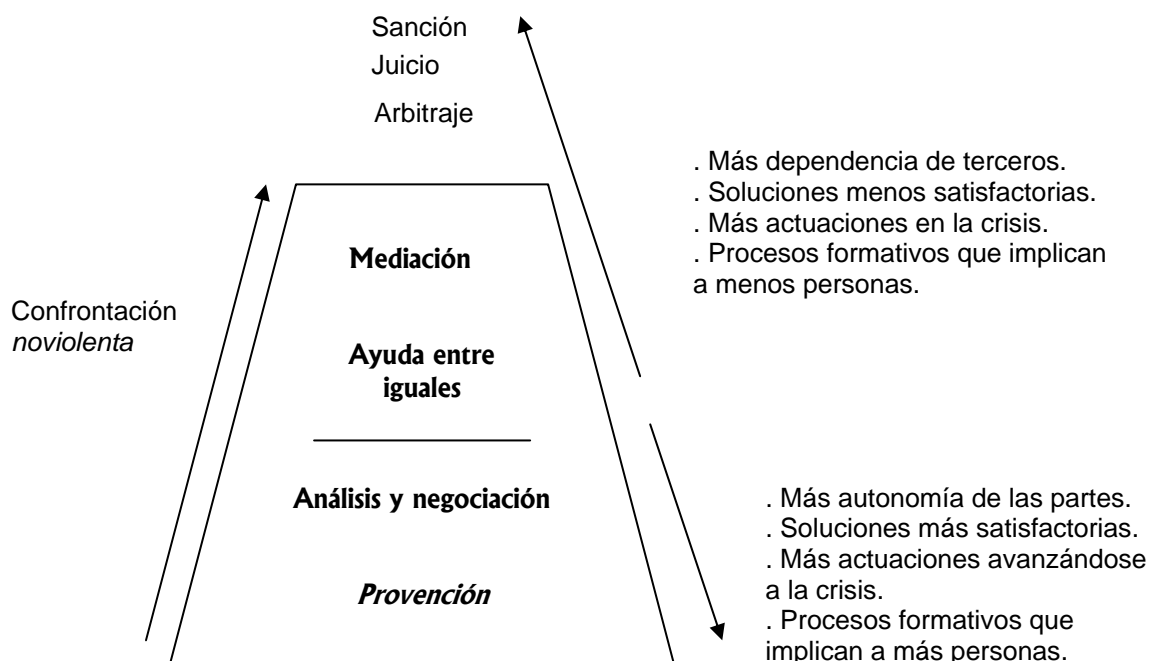 Sanción
Juicio
Arbitraje
. Más dependencia de terceros.
. Soluciones menos satisfactorias.
. Más actuaciones en la crisis.
. Procesos formativos que implican
a menos personas.
Mediación
Confrontación
noviolenta
Ayuda entre
iguales
Análisis y negociación
. Más autonomía de las partes.
. Soluciones más satisfactorias.
. Más actuaciones avanzándose
a la crisis.
. Procesos formativos que
implican a más personas.
Provención